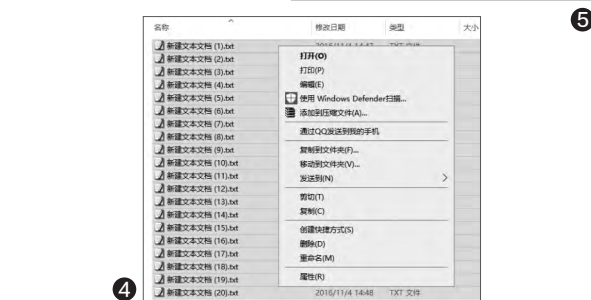 ❺
名称 修改日期 类型 大小
新建文本文档 (1).txt 2016/11/4 14:47 TXT 文件
新建文本文档 (2).txt
新建文本文档 (3).txt
新建文本文档 (4).txt
新建文本文档 (5).txt
新建文本文档 (6).txt
新建文本文档 (7).txt
新建文本文档 (8).txt
新建文本文档 (9).txt
新建文本文档 (10).txt
新建文本文档 (11).txt
新建文本文档 (12).txt
新建文本文档 (13).txt
新建文本文档 (14).txt
新建文本文档 (15).txt
新建文本文档 (16).txt
新建文本文档 (17).txt
新建文本文档 (18).txt
新建文本文档 (19).txt
❹ 新建文本文档 (20).txt 2016/11/4 14:48 TXT 文件
打开(O)
打印(P)
编辑(E)
使用 Windows Defender扫描...
添加到压缩文件(A)...
通过QQ发送到我的手机
复制到文件夹(F)...
移动到文件夹(V)...
发送到(N)
剪切(T)
复制(C)
创建快捷方式(S)
删除(D)
重命名(M)
属性(R)